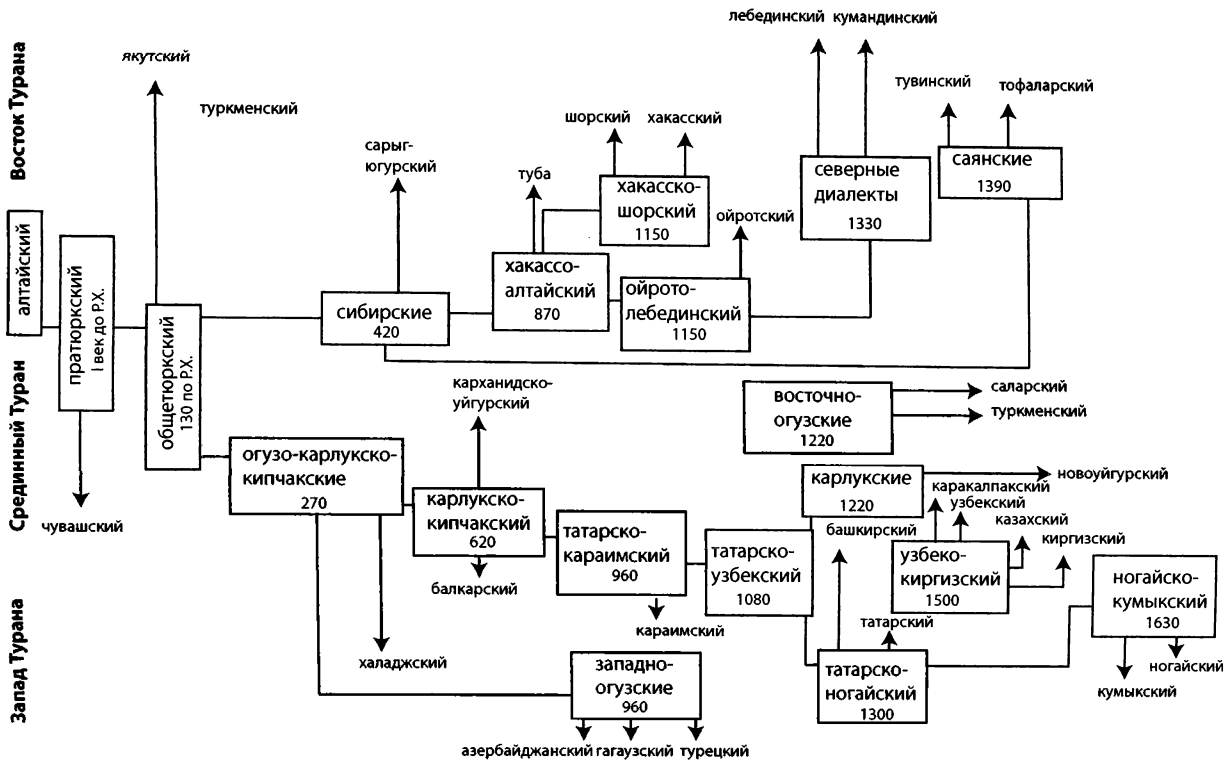 Восток Турана
Срединный Туран
Запад Турана
лебединский
кумандинский
якутский
туркменский
тувинский
тофаларский
шорский
хакасский
сарыг-
югурский
туба
хакасско-
шорский
1150
северные
диалекты
1330
саянские
1390
ойротский
алтайский
пратюркский
I век до Р.Х.
общетюркский
130 по Р.Х.
сибирские
420
хакассо-
алтайский
870
ойрото-
лебединский
1150
карханидско-
уйгурский
восточно-
огузские
1220
саларский
туркменский
чувашский
огузо-карлукско-
кипчакские
270
карлукско-
кипчакский
620
балкарский
татарско-
караимский
960
караимский
татарско-
узбекский
1080
карлукские
1220
новоуйгурский
каракалпакский
узбекский
казахский
киргизский
башкирский
узбеко-
киргизский
1500
ногайско-
кумыкский
1630
татарский
халаджский
западно-
огузские
960
татарско-
ногайский
1300
ногайский
кумыкский
азербайджанский
гагаузский
турецкий